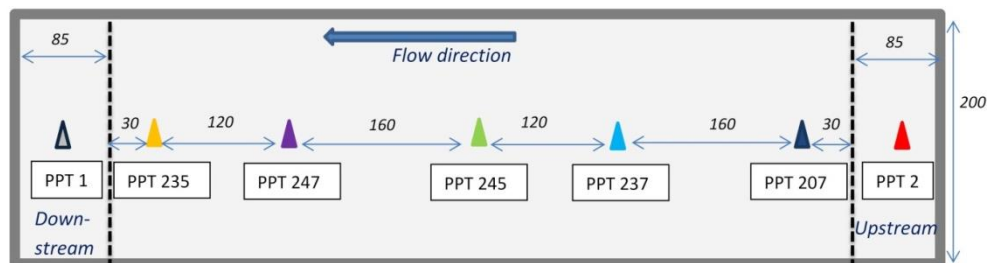 85
Flow direction
85
200
30
120
160
120
160
30
PPT 1
PPT 235
PPT 247
PPT 245
PPT 237
PPT 207
PPT 2
Down-
stream
Upstream